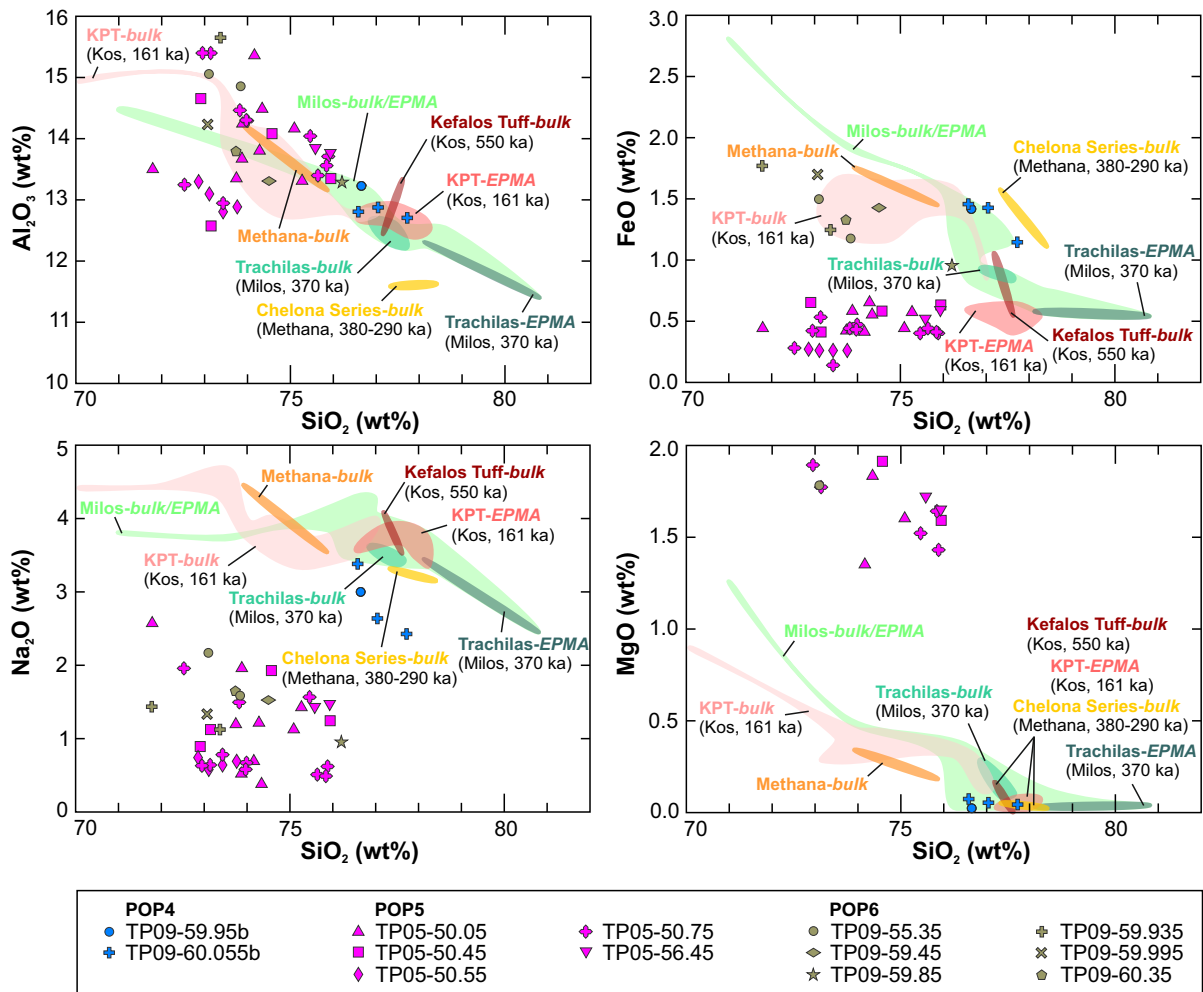 Al2O3 (wt%)
16
15
14
13
12
11
10
70
75
80
SiO2 (wt%)
KPT-bulk
(Kos, 161 ka)
Milos-bulk/EPMA
Kefalos Tuff-bulk
(Kos, 550 ka)
KPT-EPMA
(Kos, 161 ka)
Methana-bulk
Trachilas-bulk
(Milos, 370 ka)
Chelona Series-bulk
(Methana, 380-290 ka)
Trachilas-EPMA
(Milos, 370 ka)
FeO (wt%)
3.0
2.5
2.0
1.5
1.0
0.5
0.0
70
75
80
SiO2 (wt%)
Milos-bulk/EPMA
Methana-bulk
Chelona Series-bulk
(Methana, 380-290 ka)
KPT-bulk
(Kos, 161 ka)
Trachilas-bulk
(Milos, 370 ka)
Trachilas-EPMA
(Milos, 370 ka)
KPT-EPMA
(Kos, 161 ka)
Kefalos Tuff-bulk
(Kos, 550 ka)
Na2O (wt%)
5
4
3
2
1
0
70
75
80
SiO2 (wt%)
Methana-bulk
Kefalos Tuff-bulk
(Kos, 550 ka)
Milos-bulk/EPMA
KPT-EPMA
(Kos, 161 ka)
KPT-bulk
(Kos, 161 ka)
Trachilas-bulk
(Milos, 370 ka)
Chelona Series-bulk
(Methana, 380-290 ka)
Trachilas-EPMA
(Milos, 370 ka)
MgO (wt%)
2.0
1.5
1.0
0.5
0.0
70
75
80
SiO2 (wt%)
Milos-bulk/EPMA
Kefalos Tuff-bulk
(Kos, 550 ka)
KPT-EPMA
(Kos, 161 ka)
Trachilas-bulk
(Milos, 370 ka)
Chelona Series-bulk
(Methana, 380-290 ka)
KPT-bulk
(Kos, 161 ka)
Trachilas-EPMA
(Milos, 370 ka)
Methana-bulk
POP4
TP09-59.95b
TP09-60.055b
POP5
TP05-50.05
TP05-50.45
TP05-50.55
TP05-50.75
TP05-56.45
POP6
TP09-55.35
TP09-59.45
TP09-59.85
TP09-59.935
TP09-59.995
TP09-60.35